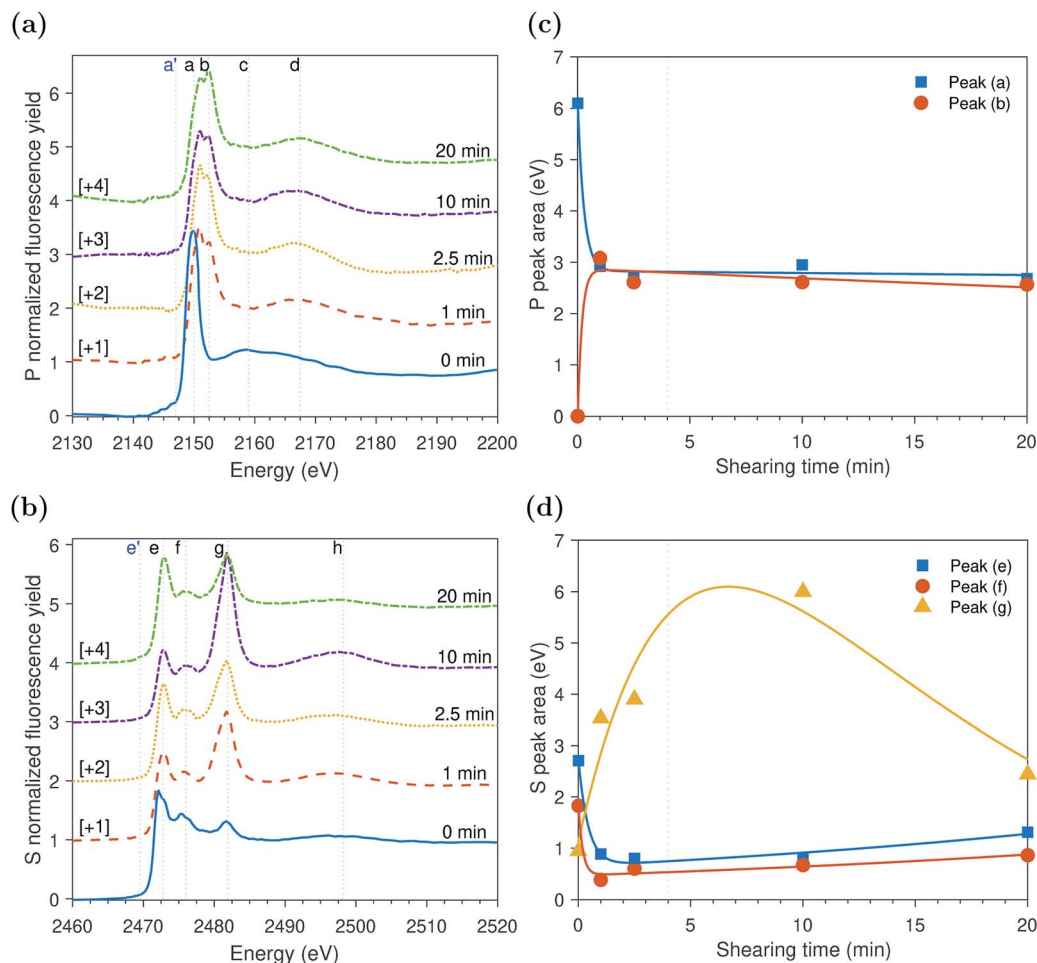 (a)
a' a b c d
6
5
4
3
2
1
0
[+4]
[+3]
[+2]
[+1]
20 min
10 min
2.5 min
1 min
0 min
P normalized fluorescence yield
2130 2140 2150 2160 2170 2180 2190 2200
Energy (eV)
(c)
7
6
5
4
3
2
1
0
Peak (a)
Peak (b)
P peak area (eV)
0 5 10 15 20
Shearing time (min)
(b)
e' e f g h
6
5
4
3
2
1
0
[+4]
[+3]
[+2]
[+1]
20 min
10 min
2.5 min
1 min
0 min
S normalized fluorescence yield
2460 2470 2480 2490 2500 2510 2520
Energy (eV)
(d)
7
6
5
4
3
2
1
0
Peak (e)
Peak (f)
Peak (g)
S peak area (eV)
0 5 10 15 20
Shearing time (min)